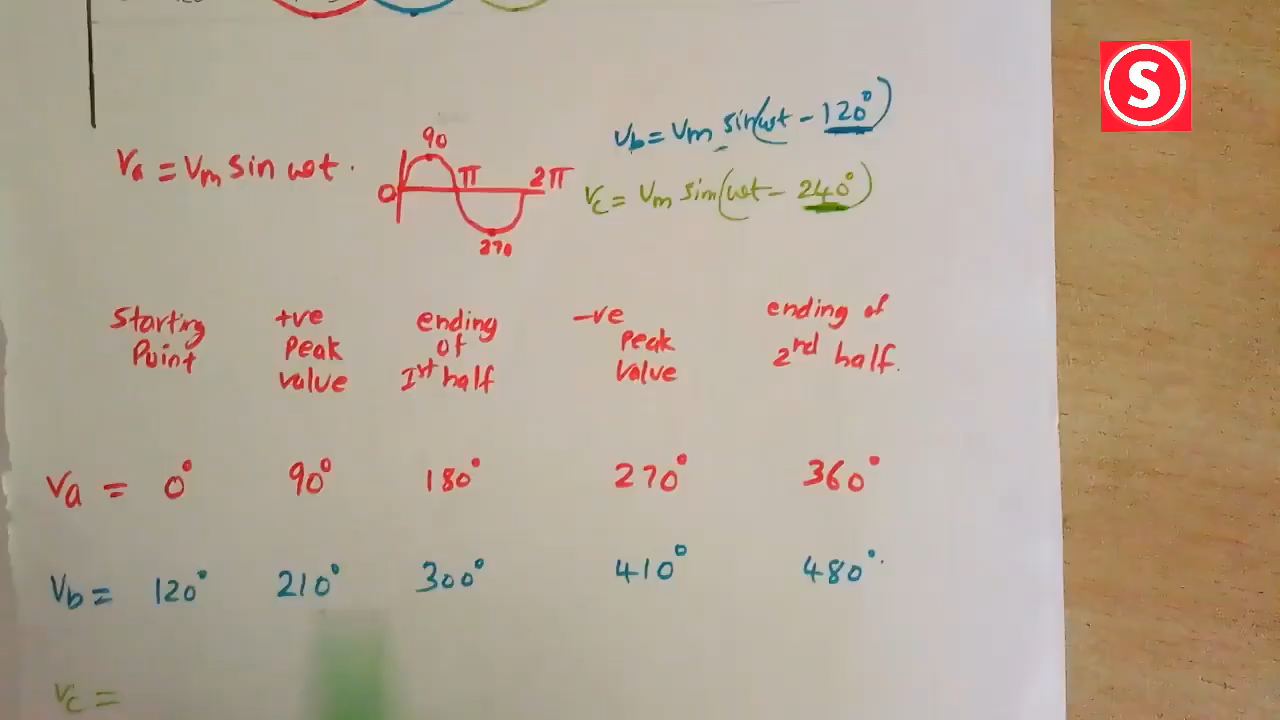 Va = Vm sin ωt.
90
0
π
2π
270
Vb = Vm sin(ωt - 120°)
Vc = Vm sin(ωt - 240°)
Starting Point
+ve Peak value
ending of Ist half
-ve Peak Value
ending of 2nd half.
Va = 0° 90° 180° 270° 360°
Vb = 120° 210° 300° 410° 480°.
Vc =
S